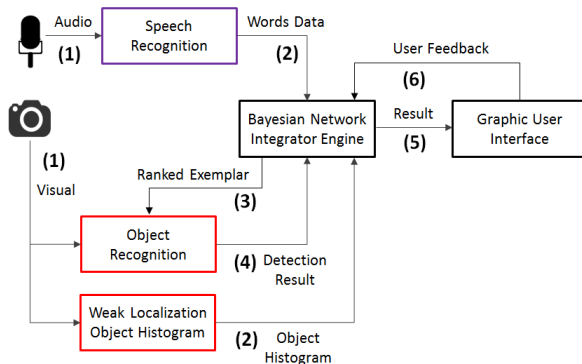 Audio
(1)
Speech
Recognition
Words Data
(2)
User Feedback
(6)
Bayesian Network
Integrator Engine
Result
(5)
Graphic User
Interface
(1)
Visual
Ranked Exemplar
(3)
Object
Recognition
(4)
Detection
Result
Weak Localization
Object Histogram
(2)
Object
Histogram